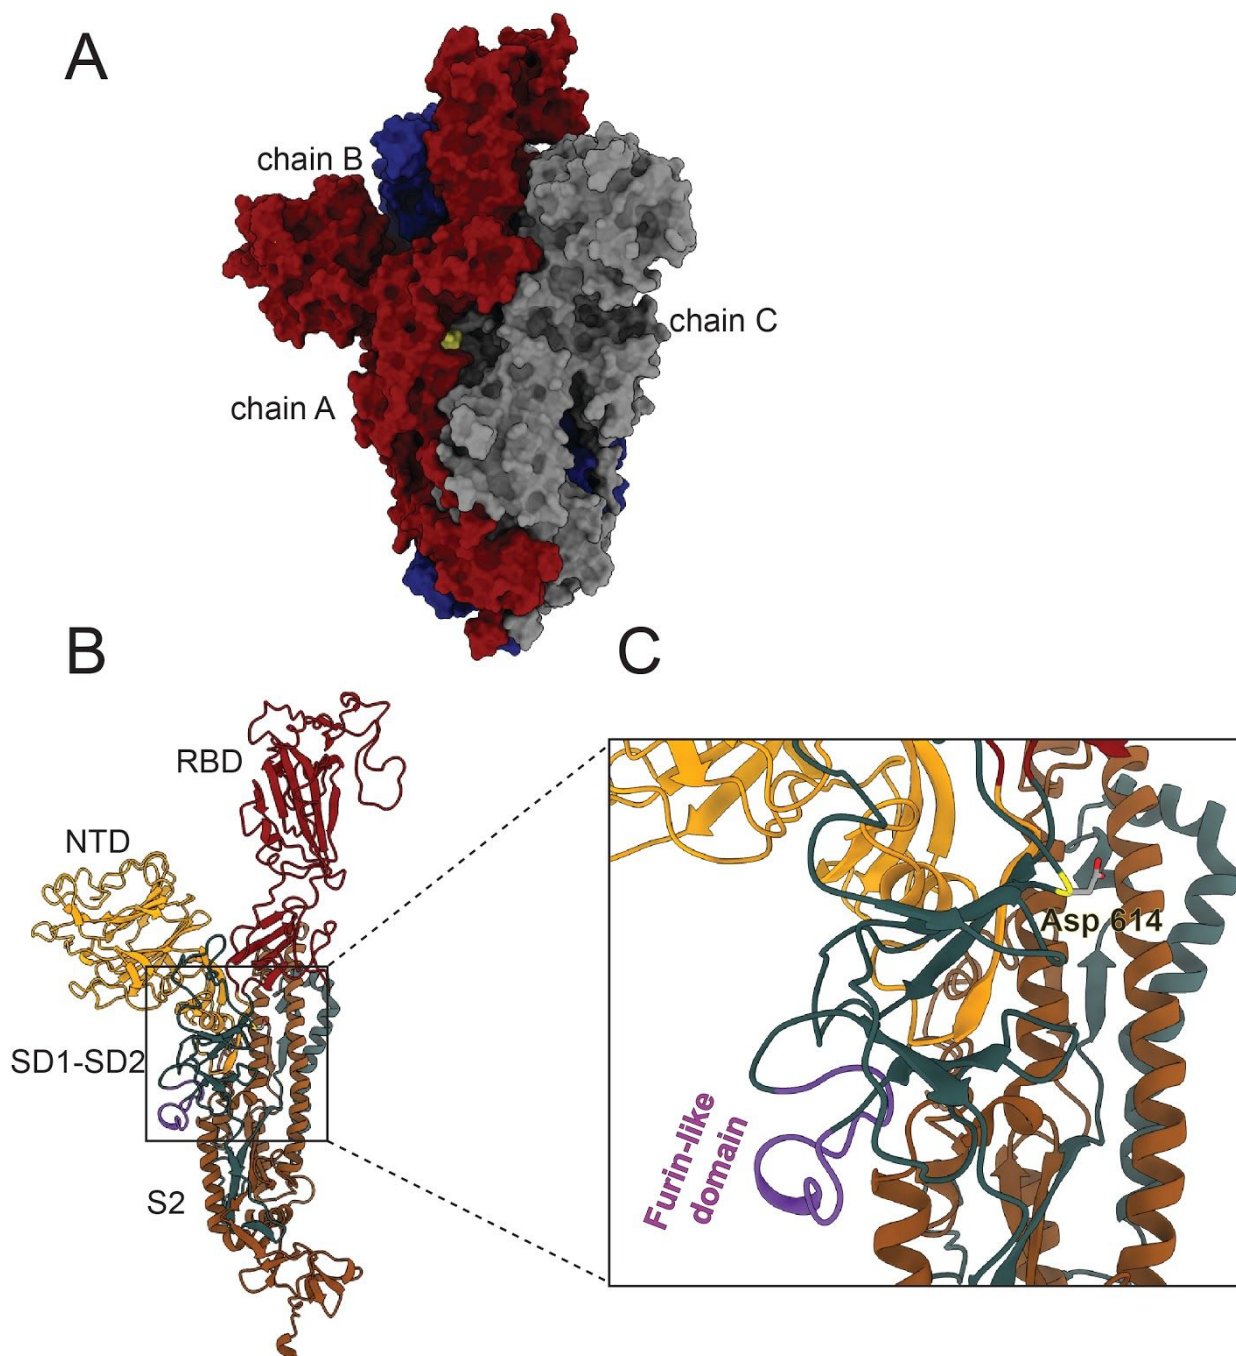 A
chain B
chain C
chain A
B
C
RBD
NTD
Asp 614
SD1-SD2
Furin-like
domain
S2